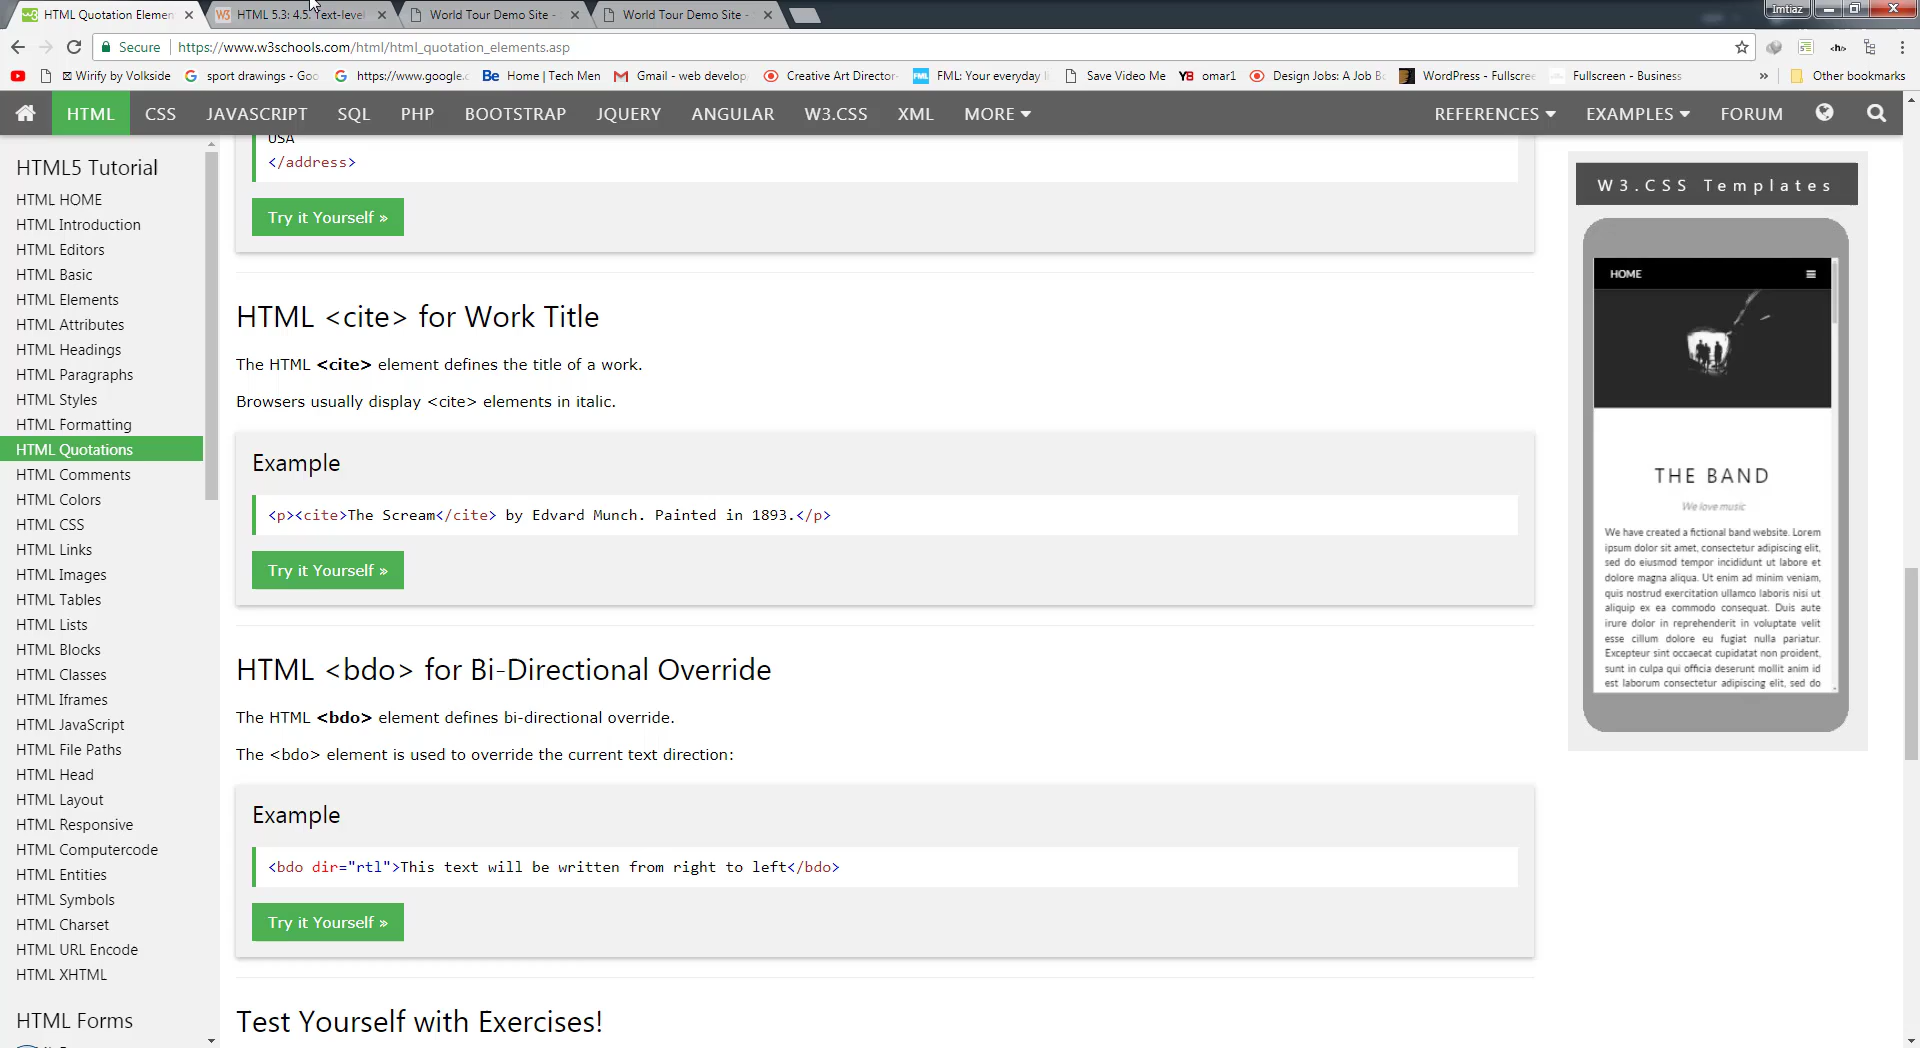 HTML Quotation Elemen
HTML 5.3: 4.5. Text-level
World Tour Demo Site -
World Tour Demo Site -
Imtiaz
Secure
https://www.w3schools.com/html/html_quotation_elements.asp
Wirify by Volkside
sport drawings - Goo
https://www.google.c
Be Home | Tech Men
Gmail - web develop
Creative Art Director
FML FML: Your everyday l
Save Video Me
Y8 omar1
Design Jobs: A Job B
WordPress - Fullscre
Fullscreen - Business
»
Other bookmarks
HTML
CSS
JAVASCRIPT
SQL
PHP
BOOTSTRAP
JQUERY
ANGULAR
W3.CSS
XML
MORE
REFERENCES
EXAMPLES
FORUM
HTML5 Tutorial
HTML HOME
HTML Introduction
HTML Editors
HTML Basic
HTML Elements
HTML Attributes
HTML Headings
HTML Paragraphs
HTML Styles
HTML Formatting
HTML Quotations
HTML Comments
HTML Colors
HTML CSS
HTML Links
HTML Images
HTML Tables
HTML Lists
HTML Blocks
HTML Classes
HTML Iframes
HTML JavaScript
HTML File Paths
HTML Head
HTML Layout
HTML Responsive
HTML Computercode
HTML Entities
HTML Symbols
HTML Charset
HTML URL Encode
HTML XHTML
HTML Forms
USA
</address>
Try it Yourself »
HTML <cite> for Work Title
The HTML <cite> element defines the title of a work.
Browsers usually display <cite> elements in italic.
Example
<p><cite>The Scream</cite> by Edvard Munch. Painted in 1893.</p>
Try it Yourself »
HTML <bdo> for Bi-Directional Override
The HTML <bdo> element defines bi-directional override.
The <bdo> element is used to override the current text direction:
Example
<bdo dir="rtl">This text will be written from right to left</bdo>
Try it Yourself »
Test Yourself with Exercises!
W3.CSS Templates
HOME
THE BAND
We love music
We have created a fictional band website. Lorem
ipsum dolor sit amet, consectetur adipiscing elit,
sed do eiusmod tempor incididunt ut labore et
dolore magna aliqua. Ut enim ad minim veniam,
quis nostrud exercitation ullamco laboris nisi ut
aliquip ex ea commodo consequat. Duis aute
irure dolor in reprehenderit in voluptate velit
esse cillum dolore eu fugiat nulla pariatur.
Excepteur sint occaecat cupidatat non proident,
sunt in culpa qui officia deserunt mollit anim id
est laborum consectetur adipiscing elit, sed do